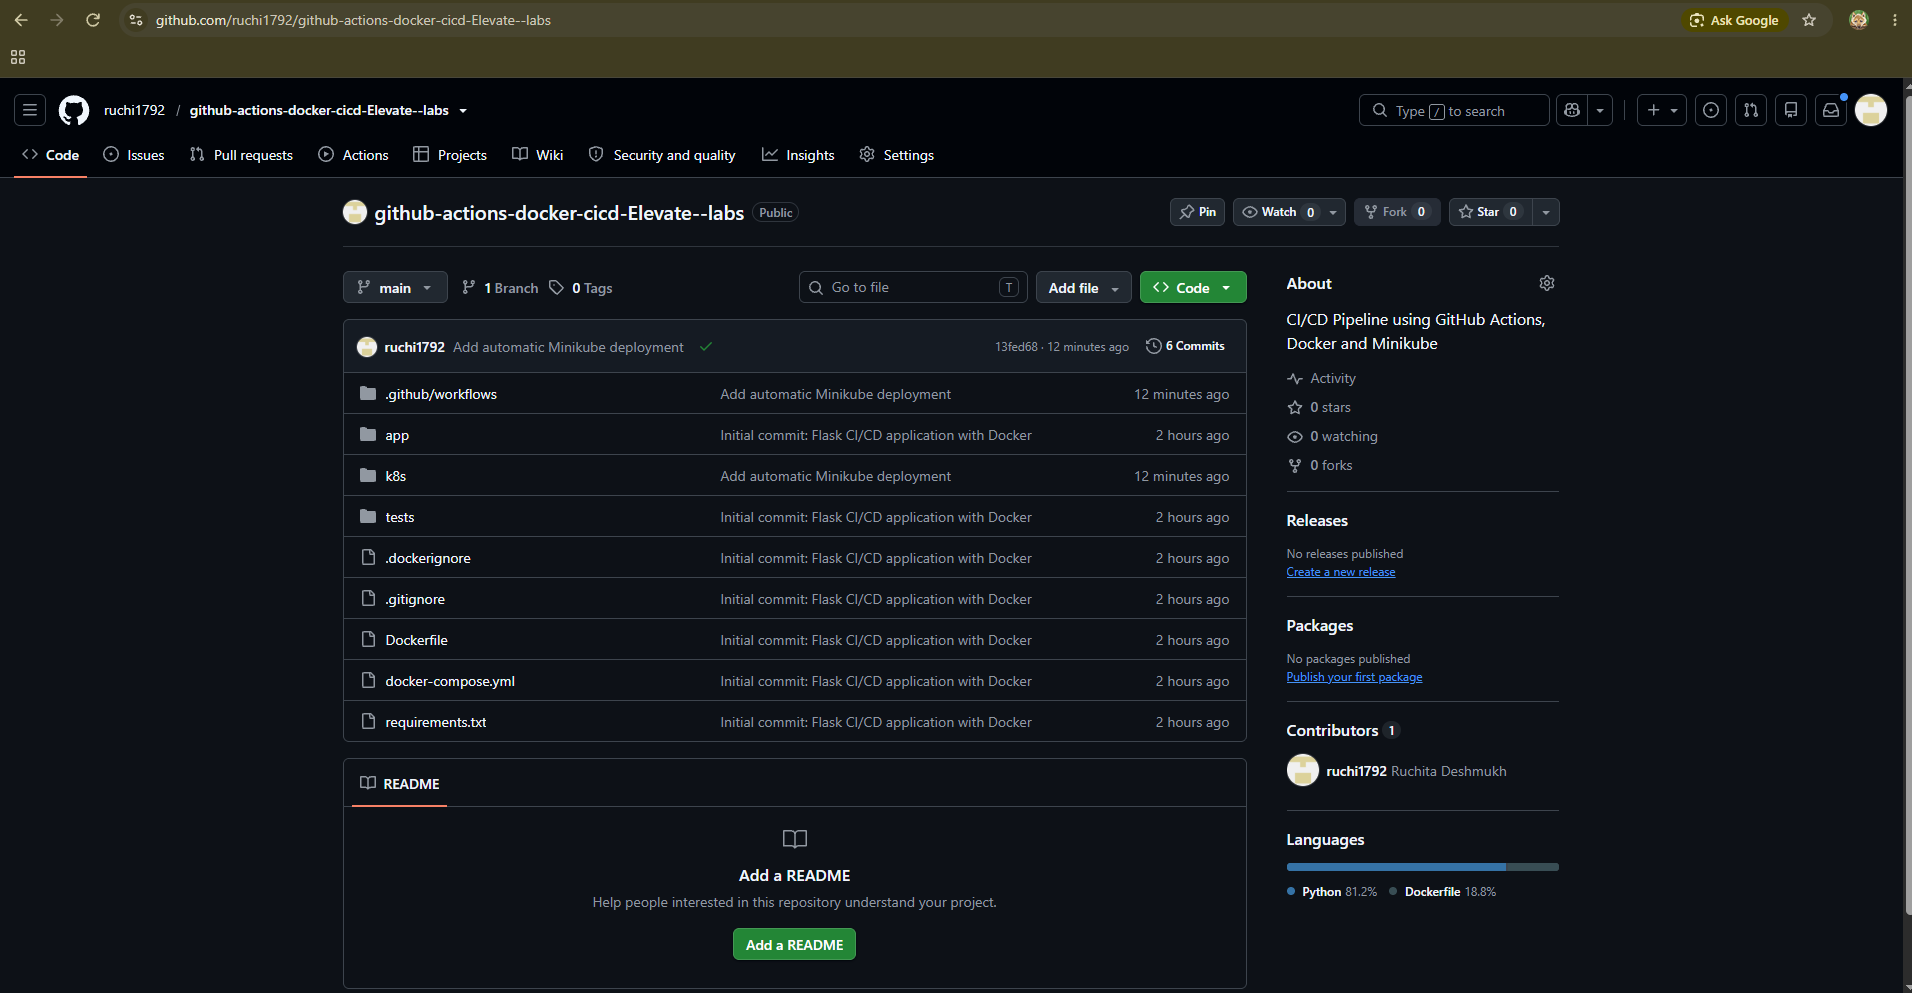 github.com/ruchi1792/github-actions-docker-cicd-Elevate--labs
Ask Google
ruchi1792 / github-actions-docker-cicd-Elevate--labs
Type / to search
Code Issues Pull requests Actions Projects Wiki Security and quality Insights Settings
github-actions-docker-cicd-Elevate--labs Public
Pin Watch 0 Fork 0 Star 0
main 1 Branch 0 Tags
Go to file T
Add file Code
ruchi1792 Add automatic Minikube deployment 13fed68 · 12 minutes ago 6 Commits
.github/workflows Add automatic Minikube deployment 12 minutes ago
app Initial commit: Flask CI/CD application with Docker 2 hours ago
k8s Add automatic Minikube deployment 12 minutes ago
tests Initial commit: Flask CI/CD application with Docker 2 hours ago
.dockerignore Initial commit: Flask CI/CD application with Docker 2 hours ago
.gitignore Initial commit: Flask CI/CD application with Docker 2 hours ago
Dockerfile Initial commit: Flask CI/CD application with Docker 2 hours ago
docker-compose.yml Initial commit: Flask CI/CD application with Docker 2 hours ago
requirements.txt Initial commit: Flask CI/CD application with Docker 2 hours ago
README
Add a README
Help people interested in this repository understand your project.
Add a README
About
CI/CD Pipeline using GitHub Actions,
Docker and Minikube
Activity
0 stars
0 watching
0 forks
Releases
No releases published
Create a new release
Packages
No packages published
Publish your first package
Contributors 1
ruchi1792 Ruchita Deshmukh
Languages
Python 81.2% Dockerfile 18.8%